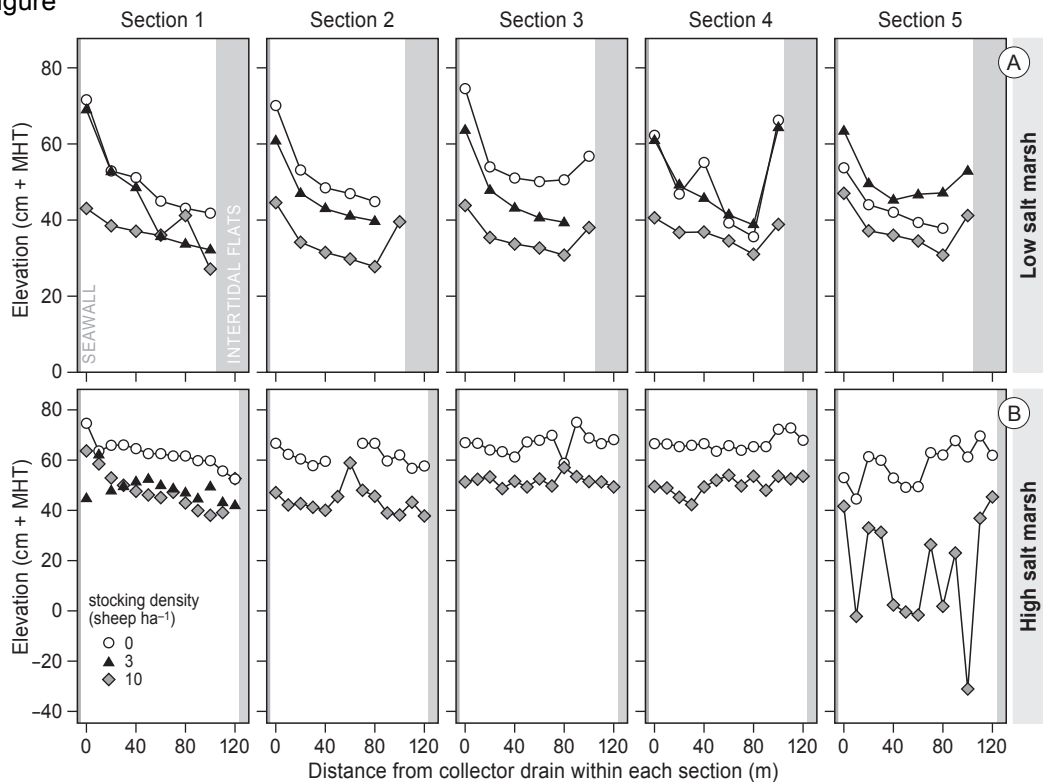 igure
Section 1 Section 2 Section 3 Section 4 Section 5
A
80
60
40
20
0
Elevation (cm + MHT)
SEAWALL
INTERTIDAL FLATS
Low salt marsh
B
80
60
40
20
0
–20
–40
Elevation (cm + MHT)
stocking density
(sheep ha–1)
0
3
10
High salt marsh
0 40 80 120 0 40 80 120 0 40 80 120 0 40 80 120 0 40 80 120
Distance from collector drain within each section (m)